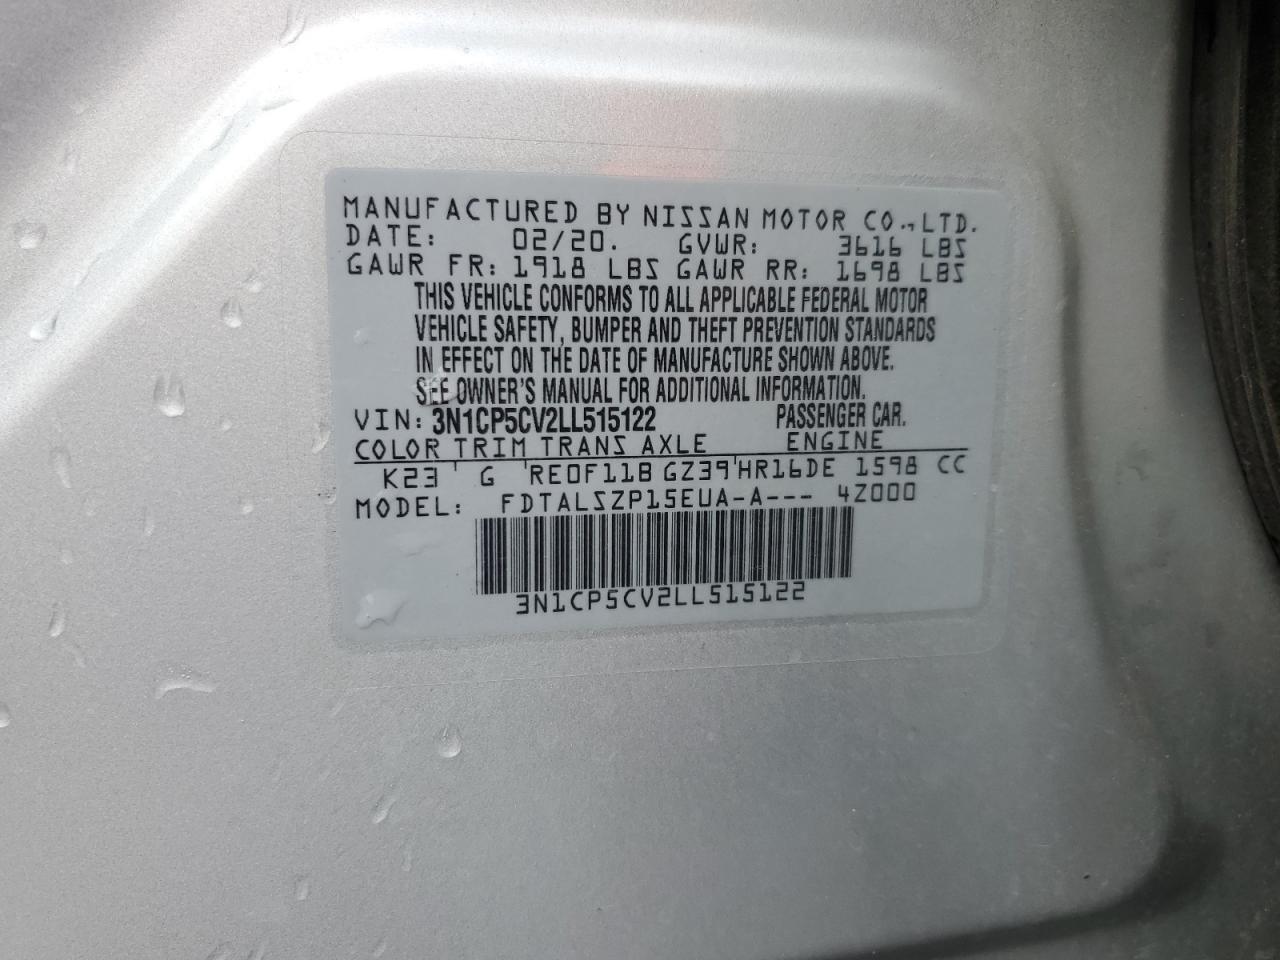 MANUFACTURED BY NISSAN MOTOR CO.,LTD.
DATE: 02/20. GVWR: 3616 LBS
GAWR FR: 1918 LBS GAWR RR: 1698 LBS
THIS VEHICLE CONFORMS TO ALL APPLICABLE FEDERAL MOTOR
VEHICLE SAFETY, BUMPER AND THEFT PREVENTION STANDARDS
IN EFFECT ON THE DATE OF MANUFACTURE SHOWN ABOVE.
SEE OWNER'S MANUAL FOR ADDITIONAL INFORMATION.
VIN: 3N1CP5CV2LL515122 PASSENGER CAR.
COLOR TRIM TRANS AXLE ENGINE
K23 G RE0F11B GZ39 HR16DE 1598 CC
MODEL: FDTALSZP15EUA-A--- 4Z000
3N1CP5CV2LL515122